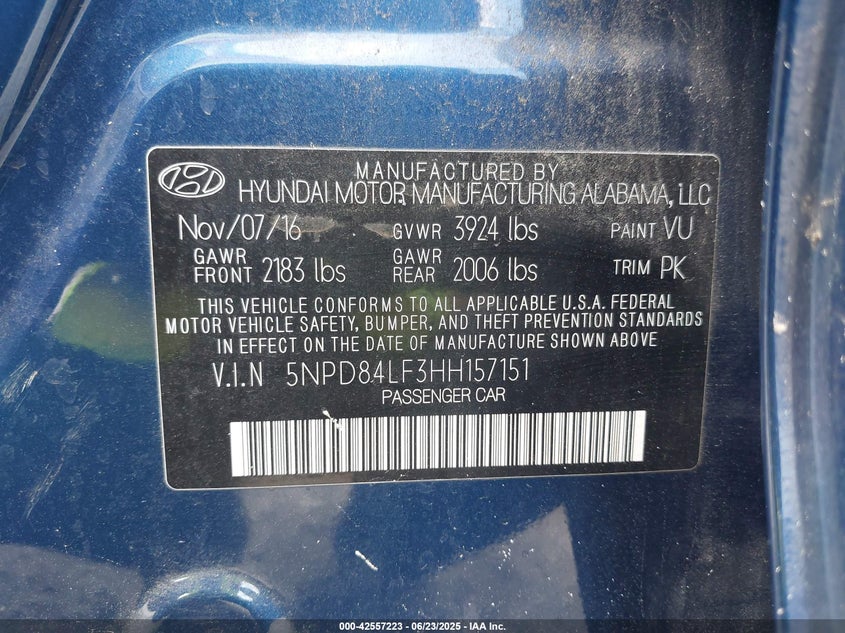 MANUFACTURED BY
HYUNDAI MOTOR MANUFACTURING ALABAMA, LLC
Nov/07/16 GVWR 3924 lbs PAINT VU
GAWR FRONT 2183 lbs GAWR REAR 2006 lbs TRIM PK
THIS VEHICLE CONFORMS TO ALL APPLICABLE U.S.A. FEDERAL
MOTOR VEHICLE SAFETY, BUMPER, AND THEFT PREVENTION STANDARDS
IN EFFECT ON THE DATE OF MANUFACTURE SHOWN ABOVE
V.I.N 5NPD84LF3HH157151
PASSENGER CAR
000-42557223 - 06/23/2025 - IAA Inc.